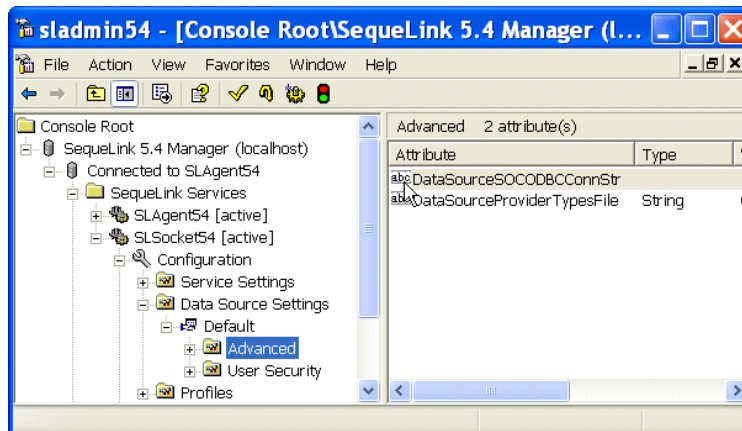 sladmin54 - [Console Root\SequeLink 5.4 Manager (l...
File Action View Favorites Window Help
Console Root
SequeLink 5.4 Manager (localhost)
Connected to SLAgent54
SequeLink Services
SLAgent54 [active]
SLSocket54 [active]
Configuration
Service Settings
Data Source Settings
Default
Advanced
User Security
Profiles
Advanced 2 attribute(s)
Attribute Type
abc DataSourceSOCODBCConnStr
DataSourceProviderTypesFile String